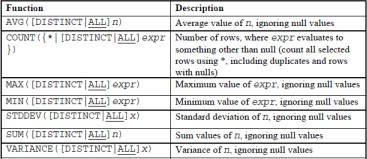 Function Description
AVG([DISTINCT|ALL]n) Average value of n, ignoring null values
COUNT({*|[DISTINCT|ALL]expr Number of rows, where expr evaluates to
}) something other than null (count all selected
rows using *, including duplicates and rows
with nulls)
MAX([DISTINCT|ALL]expr) Maximum value of expr, ignoring null values
MIN([DISTINCT|ALL]expr) Minimum value of expr, ignoring null values
STDDEV([DISTINCT|ALL]x) Standard deviation of n, ignoring null values
SUM([DISTINCT|ALL]n) Sum values of n, ignoring null values
VARIANCE([DISTINCT|ALL]x) Variance of n, ignoring null values